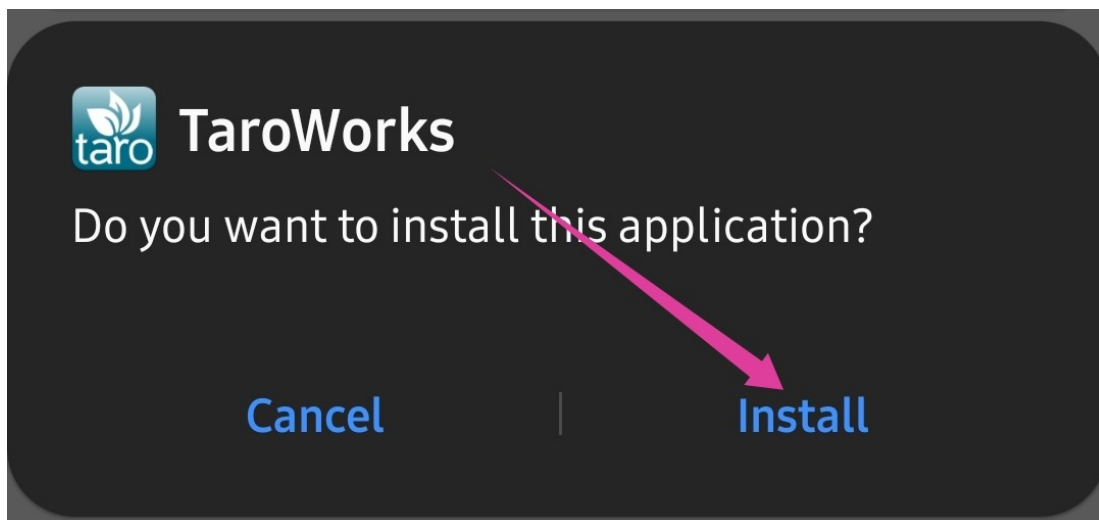 taro
TaroWorks
Do you want to install this application?
Cancel
Install